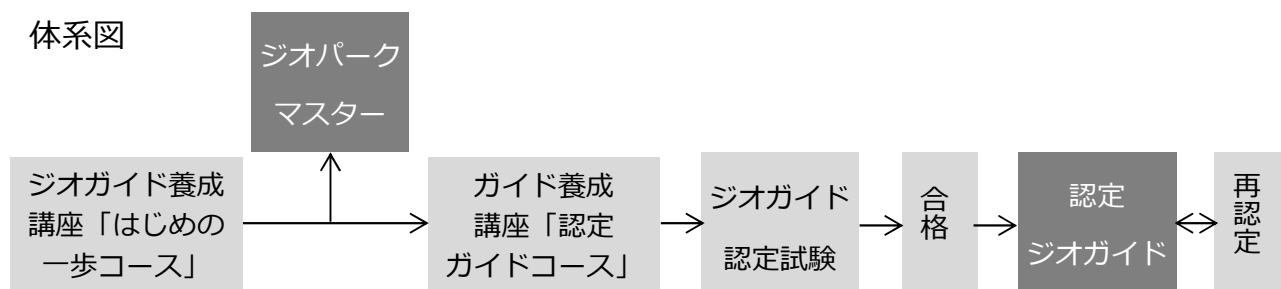 体系図
ジオパーク
マスター
ジオガイド養成
講座「はじめの
一歩コース」
ガイド養成
講座「認定
ガイドコース」
ジオガイド
認定試験
合格
認定
ジオガイド
再認定